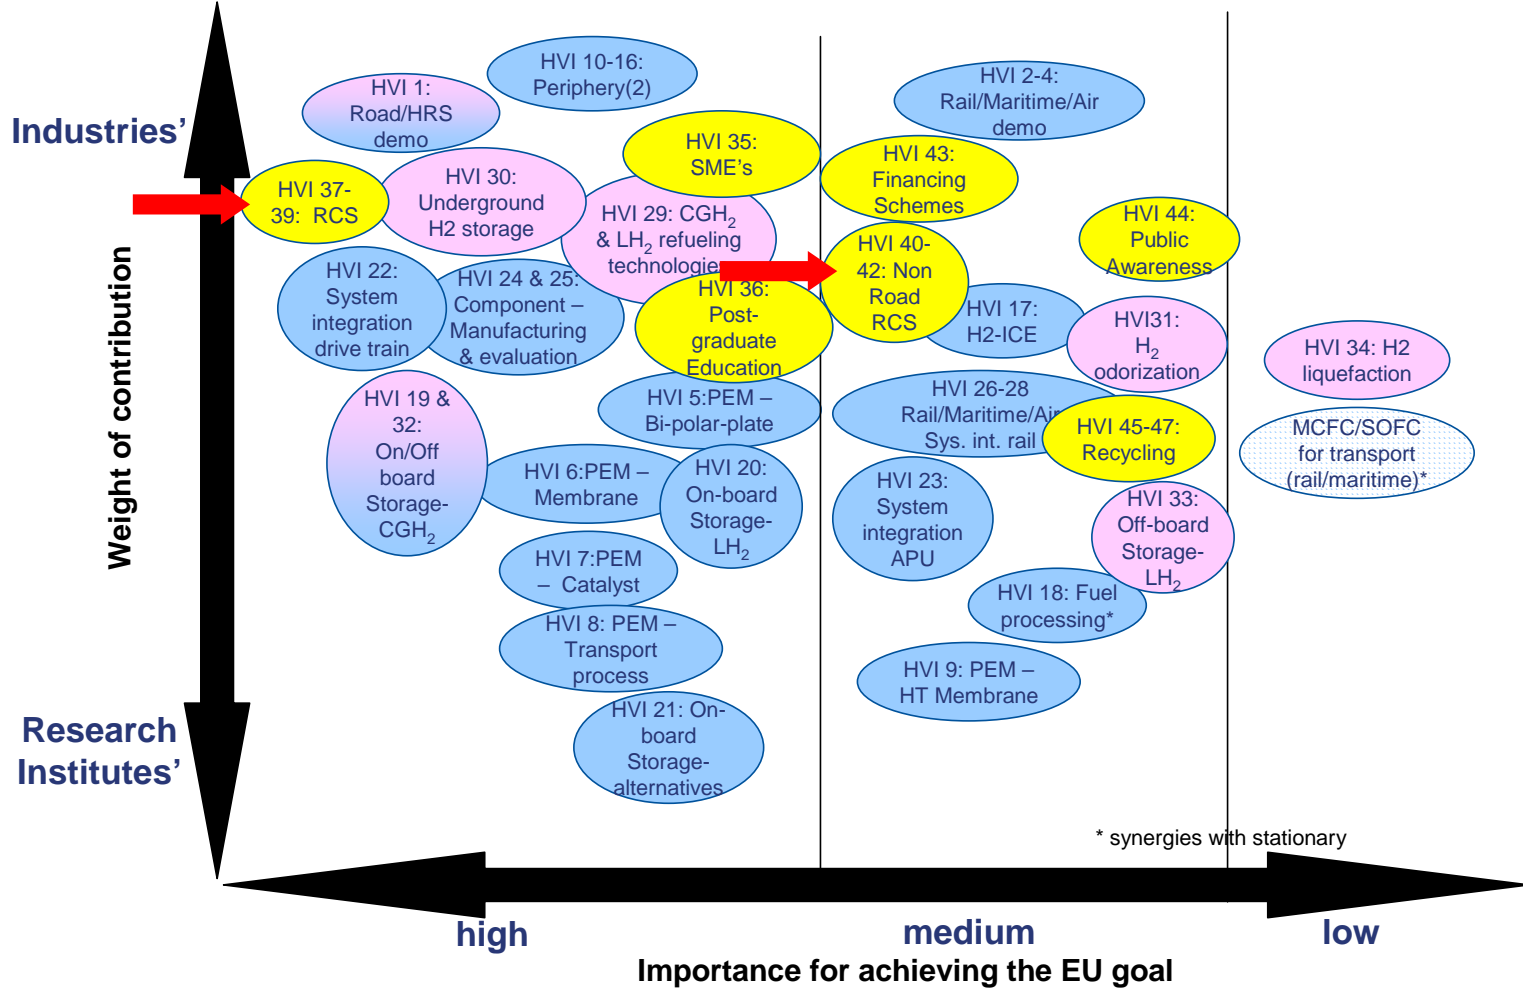 HVI 10-16:
Periphery(2)
HVI 1:
Road/HRS
demo
HVI 2-4:
Rail/Maritime/Air
demo
Industries’
HVI 35:
SME’s
HVI 43:
Financing
Schemes
HVI 37-
39: RCS
HVI 30:
Underground
H2 storage
HVI 29: CGH2
& LH2 refueling
technologies
HVI 44:
Public
Awareness
HVI 40-
42: Non
Road
RCS
HVI 22:
System
integration
drive train
HVI 24 & 25:
Component –
Manufacturing
& evaluation
HVI 36:
Post-
graduate
Education
HVI 17:
H2-ICE
HVI31:
H2
odorization
HVI 34: H2
liquefaction
Weight of contribution
HVI 19 &
32:
On/Off
board
Storage-
CGH2
HVI 5:PEM –
Bi-polar-plate
HVI 26-28
Rail/Maritime/Air
Sys. int. rail
HVI 45-47:
Recycling
MCFC/SOFC
for transport
(rail/maritime)*
HVI 6:PEM –
Membrane
HVI 20:
On-board
Storage-
LH2
HVI 23:
System
integration
APU
HVI 33:
Off-board
Storage-
LH2
HVI 7:PEM
– Catalyst
HVI 18: Fuel
processing*
HVI 8: PEM –
Transport
process
HVI 9: PEM –
HT Membrane
HVI 21: On-
board
Storage-
alternatives
Research
Institutes’
* synergies with stationary
high
medium
low
Importance for achieving the EU goal